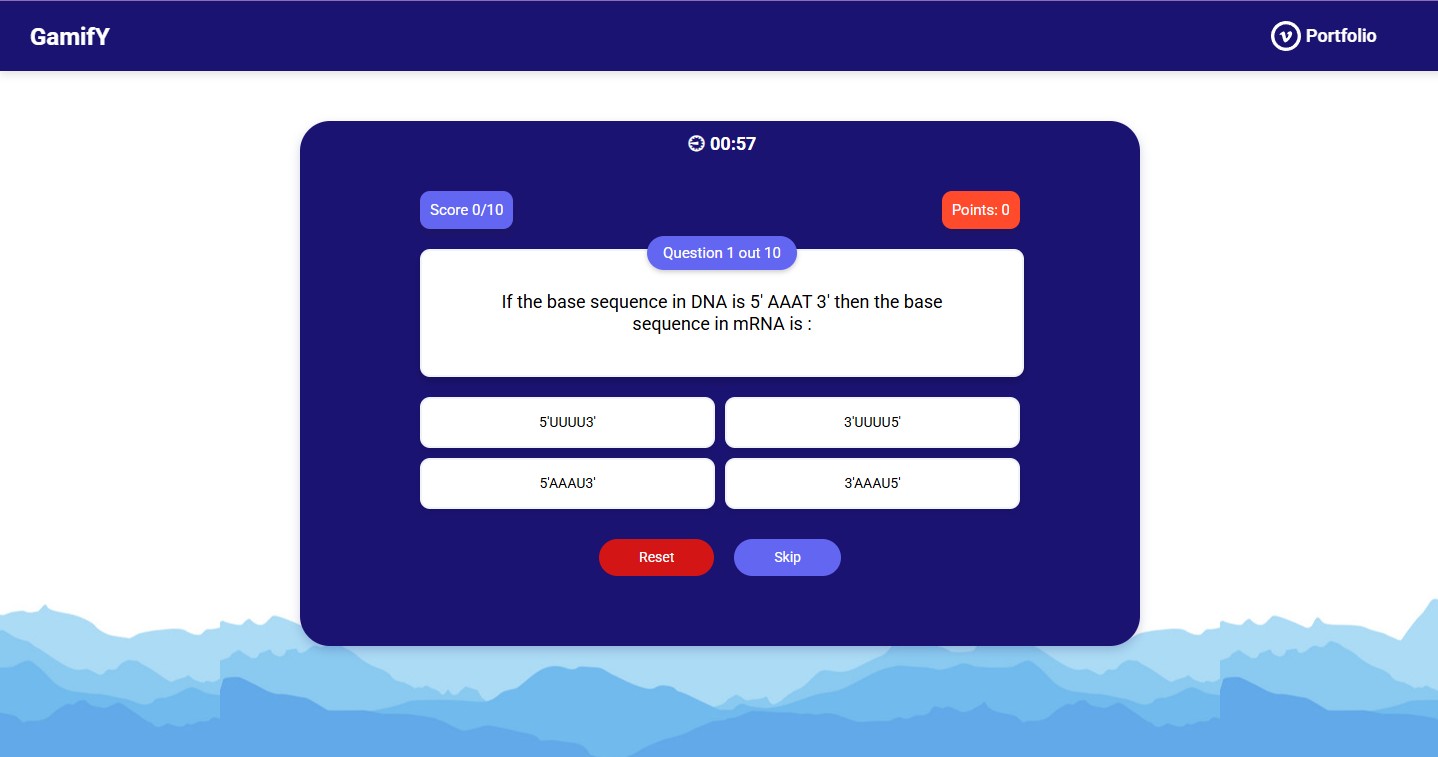 GamifY
Portfolio
00:57
Score 0/10
Points: 0
Question 1 out 10
If the base sequence in DNA is 5' AAAT 3' then the base
sequence in mRNA is :
5'UUUU3'
3'UUUU5'
5'AAAU3'
3'AAAU5'
Reset
Skip